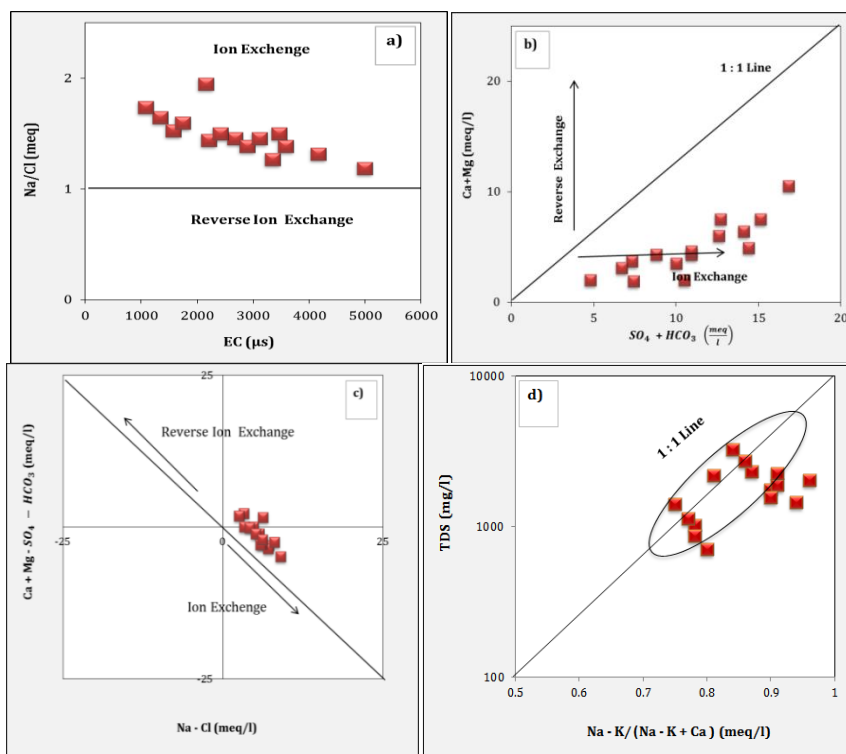 a)
Ion Exchenge
Reverse Ion Exchange
Na/Cl (meq)
2
1
0
0 1000 2000 3000 4000 5000 6000
EC (µs)
b)
1 : 1 Line
Reverse Exchange
Ion Exchange
Ca+Mg (meq/l)
20
10
0
0 5 10 15 20
SO₄ + HCO₃ (meq/l)
c)
25
Reverse Ion Exchange
-25 0 25
Ion Exchenge
-25
Ca + Mg - SO₄ − HCO₃ (meq/l)
Na - Cl (meq/l)
d)
1 : 1 Line
TDS (mg/l)
10000
1000
100
0.5 0.6 0.7 0.8 0.9 1
Na - K/(Na - K + Ca ) (meq/l)